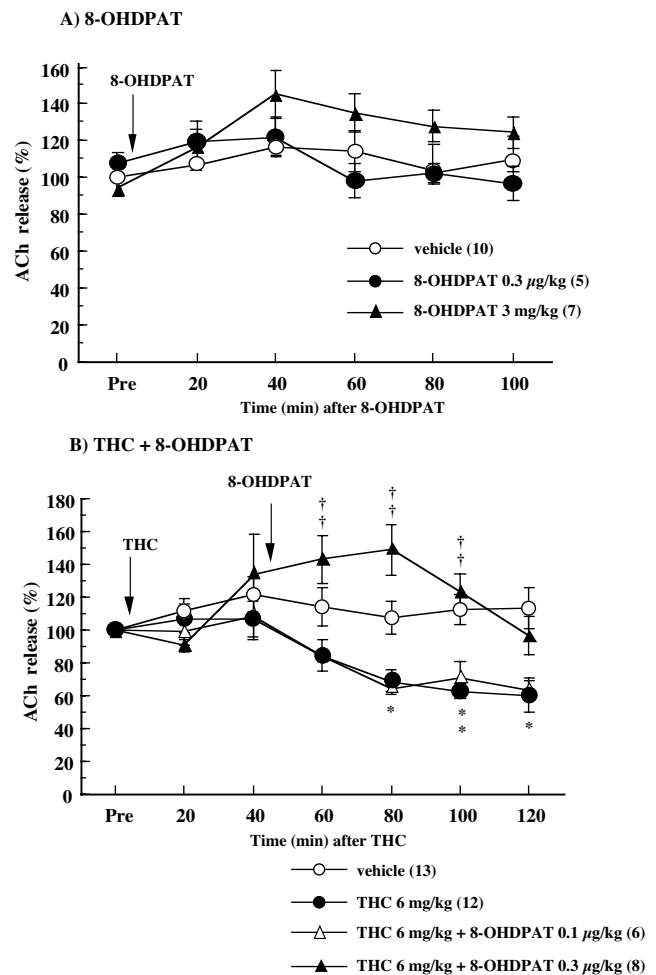 A) 8-OHDPAT
160
140
120
100
80
60
40
20
0
ACh release (%)
8-OHDPAT
vehicle (10)
8-OHDPAT 0.3 µg/kg (5)
8-OHDPAT 3 mg/kg (7)
Pre 20 40 60 80 100
Time (min) after 8-OHDPAT
B) THC + 8-OHDPAT
180
160
140
120
100
80
60
40
20
0
ACh release (%)
THC
8-OHDPAT
† † †
‡ ‡ ‡
* * *
*
Pre 20 40 60 80 100 120
Time (min) after THC
vehicle (13)
THC 6 mg/kg (12)
THC 6 mg/kg + 8-OHDPAT 0.1 µg/kg (6)
THC 6 mg/kg + 8-OHDPAT 0.3 µg/kg (8)